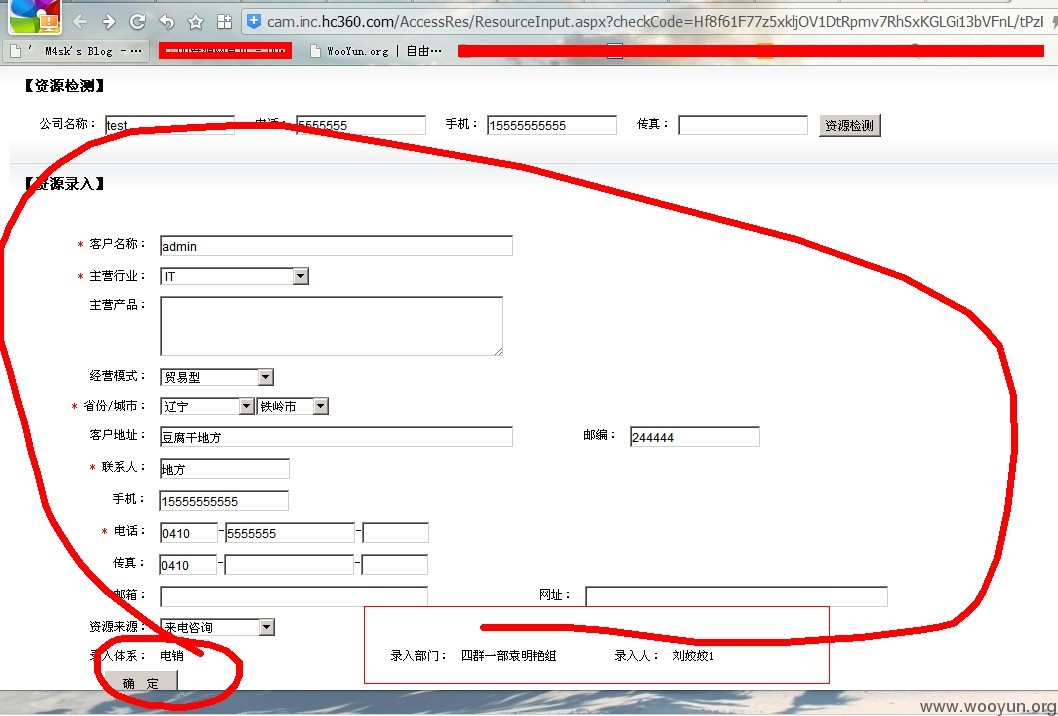 cam.inc.hc360.com/AccessRes/ResourceInput.aspx?checkCode=Hf8f61F77z5xkljOV1DtRpmv7RhSxKGLGi13bVFnL/tPzI
' M4sk's Blog - ··· WooYun.org | 自由···
【资源检测】
公司名称： test 电话： 5555555 手机： 15555555555 传真： 资源检测
【资源录入】
* 客户名称： admin
* 主营行业： IT
主营产品：
经营模式： 贸易型
* 省份/城市： 辽宁 铁岭市
客户地址： 豆腐干地方 邮编： 244444
* 联系人： 地方
手机： 15555555555
* 电话： 0410 - 5555555 -
传真： 0410 - -
邮箱： 网址：
资源来源： 来电咨询
录入体系： 电销 录入部门： 四群一部袁明艳组 录入人： 刘姣姣1
确 定
www.wooyun.org